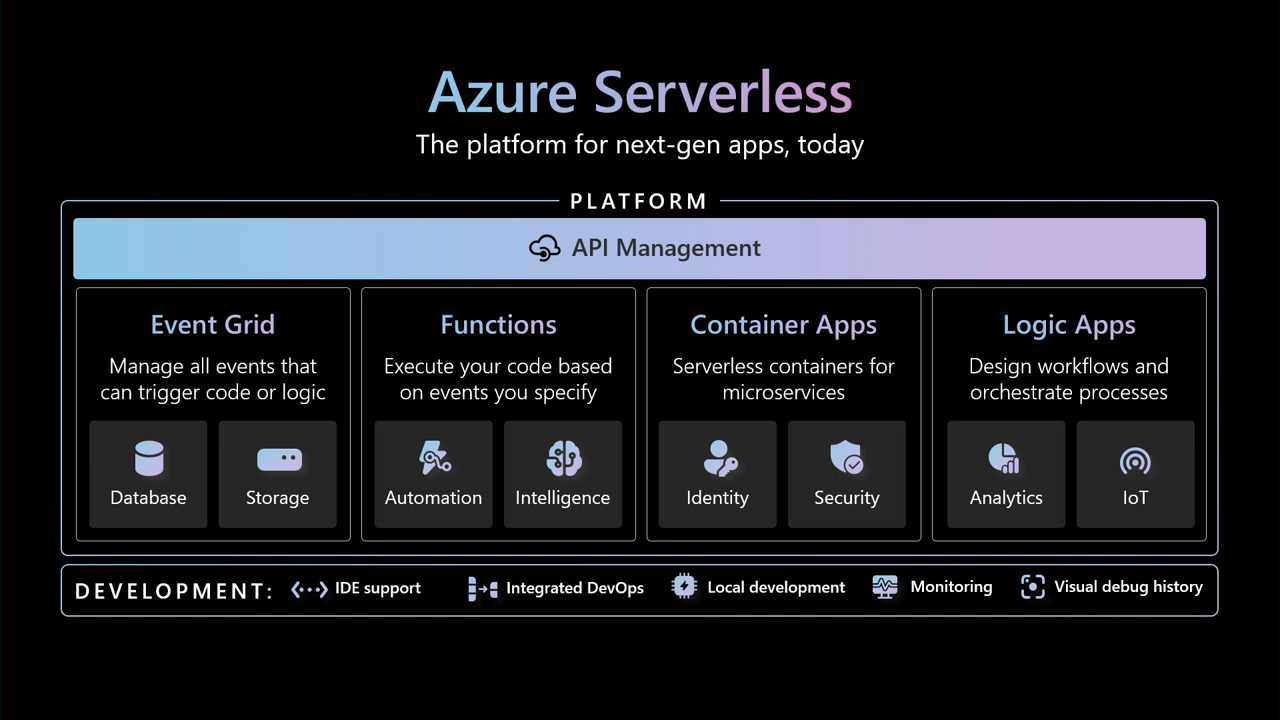 Azure Serverless
The platform for next-gen apps, today
PLATFORM
API Management
Event Grid
Manage all events that
can trigger code or logic
Database
Storage
Functions
Execute your code based
on events you specify
Automation
Intelligence
Container Apps
Serverless containers for
microservices
Identity
Security
Logic Apps
Design workflows and
orchestrate processes
Analytics
IoT
DEVELOPMENT:
IDE support
Integrated DevOps
Local development
Monitoring
Visual debug history